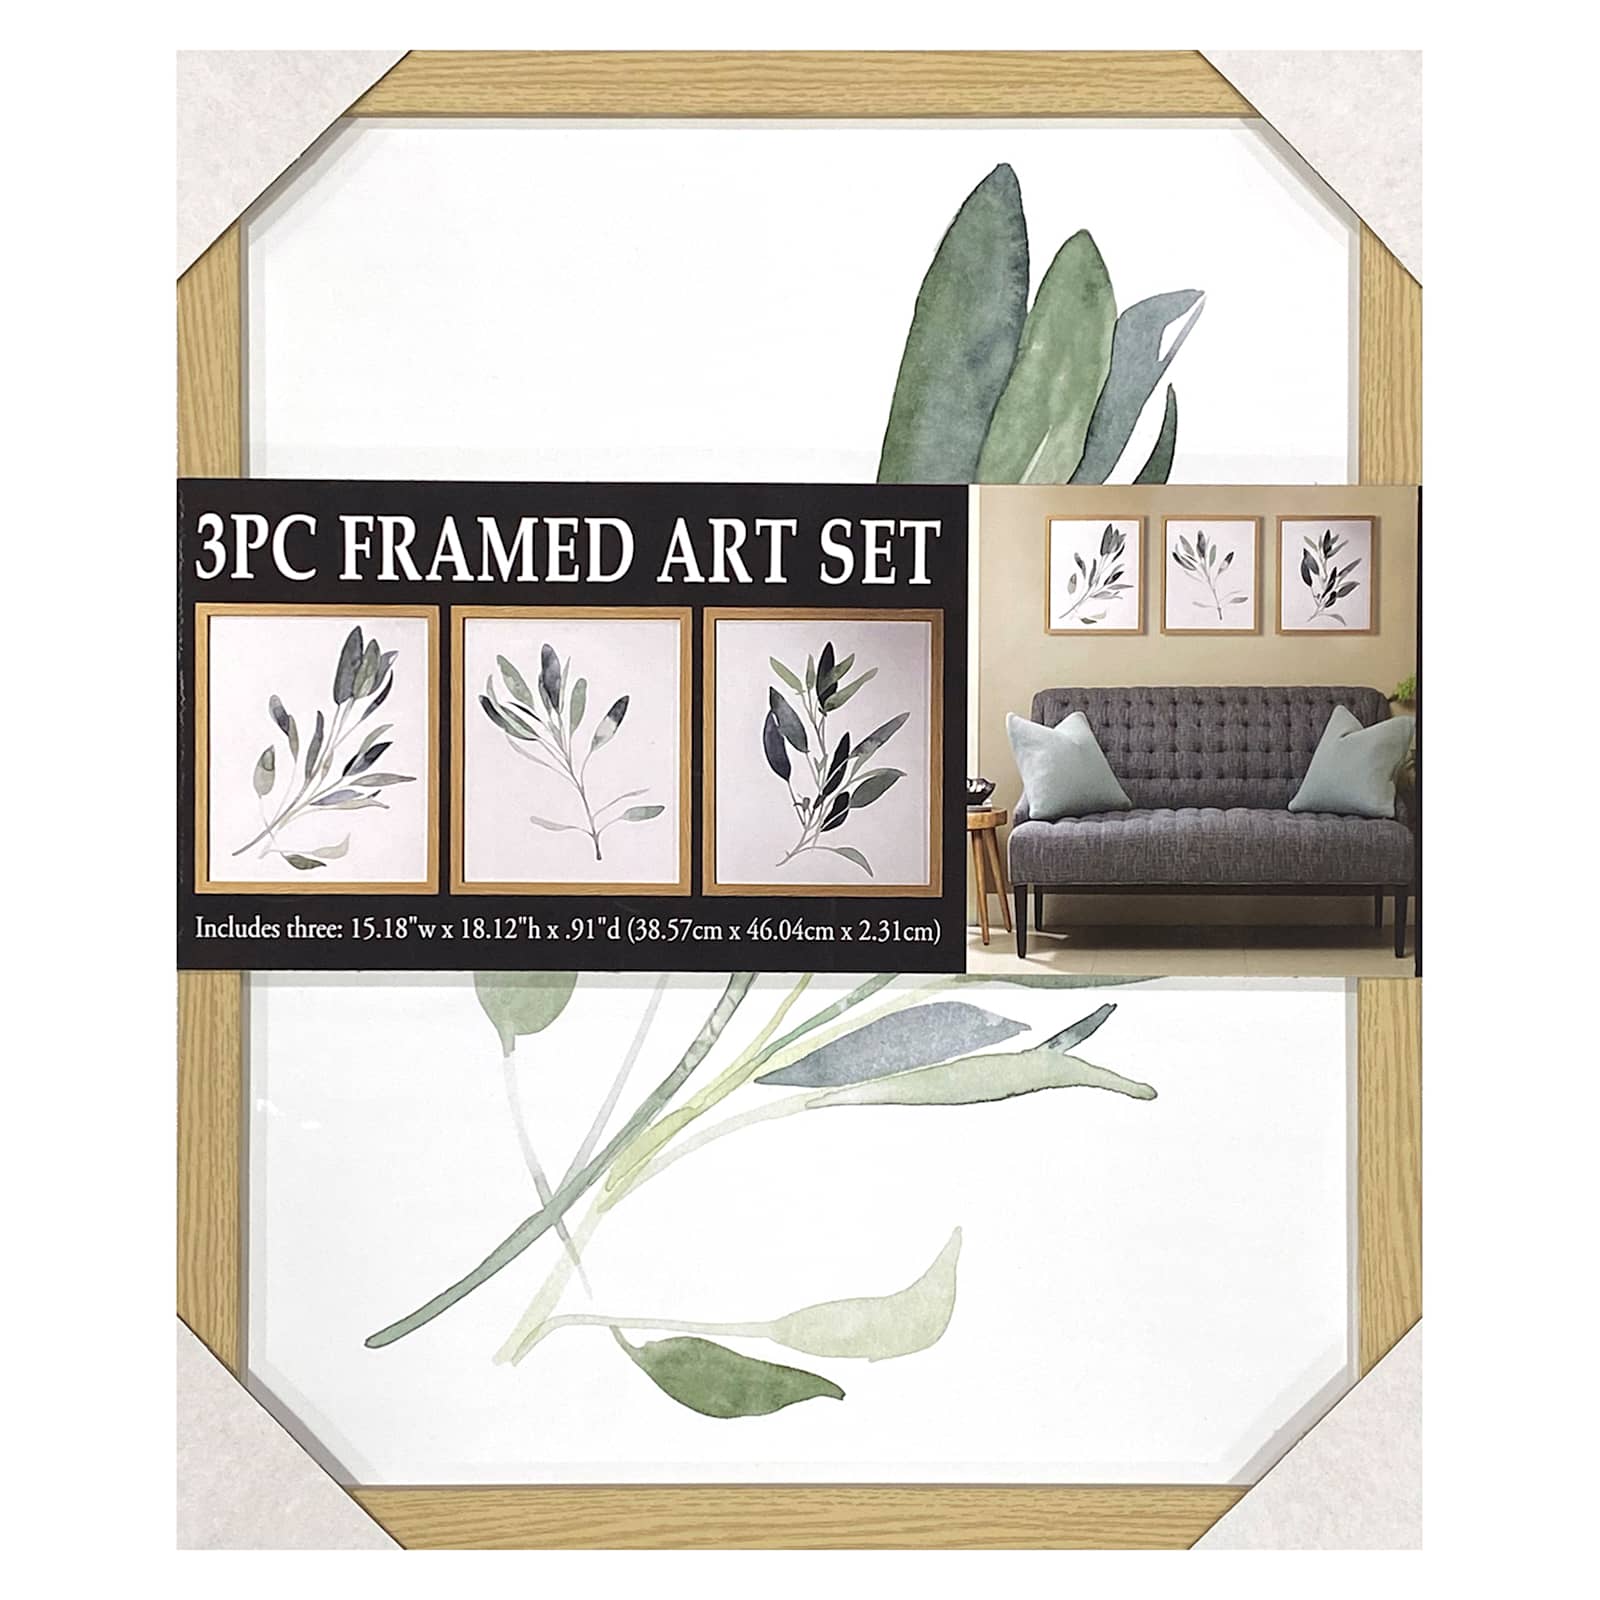 3PC FRAMED ART SET
Includes three: 15.18"w x 18.12"h x .91"d (38.57cm x 46.04cm x 2.31cm)